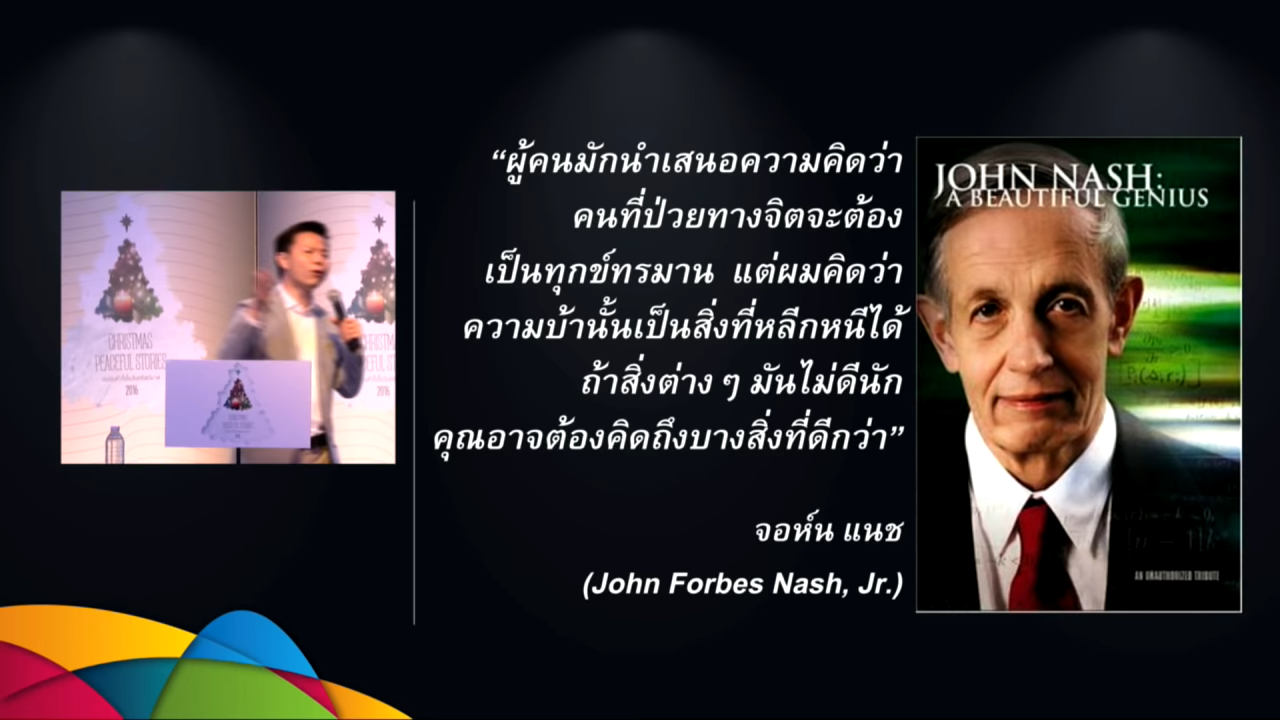 “ผู้คนมักนำเสนอความคิดว่า
คนที่ป่วยทางจิตจะต้อง
เป็นทุกข์ทรมาน แต่ผมคิดว่า
ความบ้านั้นเป็นสิ่งที่หลีกหนีได้
ถ้าสิ่งต่าง ๆ มันไม่ดีนัก
คุณอาจต้องคิดถึงบางสิ่งที่ดีกว่า”
จอห์น แนช
(John Forbes Nash, Jr.)
JOHN NASH:
A BEAUTIFUL GENIUS
AN UNAUTHORIZED TRIBUTE
CHRISTMAS
PEACEFUL STORIES
2016
2016